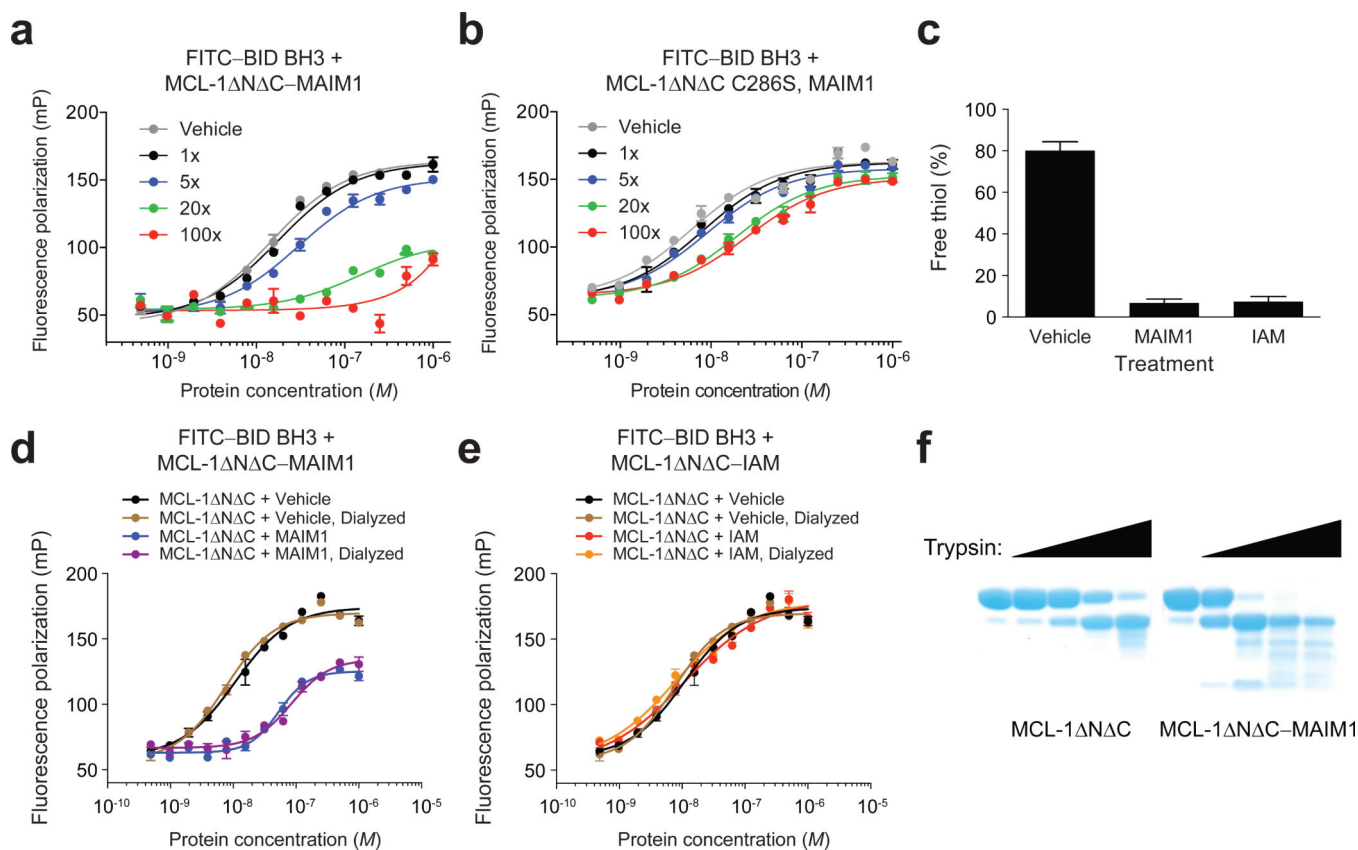 a
FITC–BID BH3 +
MCL-1ΔNΔC–MAIM1
Fluorescence polarization (mP)
200
150
100
50
Vehicle
1x
5x
20x
100x
10⁻⁹
10⁻⁸
10⁻⁷
10⁻⁶
Protein concentration (M)
b
FITC–BID BH3 +
MCL-1ΔNΔC C286S, MAIM1
Fluorescence polarization (mP)
200
150
100
50
Vehicle
1x
5x
20x
100x
10⁻⁹
10⁻⁸
10⁻⁷
10⁻⁶
Protein concentration (M)
c
Free thiol (%)
100
80
60
40
20
0
Vehicle
MAIM1
IAM
Treatment
d
FITC–BID BH3 +
MCL-1ΔNΔC–MAIM1
MCL-1ΔNΔC + Vehicle
MCL-1ΔNΔC + Vehicle, Dialyzed
MCL-1ΔNΔC + MAIM1
MCL-1ΔNΔC + MAIM1, Dialyzed
Fluorescence polarization (mP)
200
150
100
50
10⁻¹⁰
10⁻⁹
10⁻⁸
10⁻⁷
10⁻⁶
10⁻⁵
Protein concentration (M)
e
FITC–BID BH3 +
MCL-1ΔNΔC–IAM
MCL-1ΔNΔC + Vehicle
MCL-1ΔNΔC + Vehicle, Dialyzed
MCL-1ΔNΔC + IAM
MCL-1ΔNΔC + IAM, Dialyzed
Fluorescence polarization (mP)
200
150
100
50
10⁻¹⁰
10⁻⁹
10⁻⁸
10⁻⁷
10⁻⁶
10⁻⁵
Protein concentration (M)
f
Trypsin:
MCL-1ΔNΔC
MCL-1ΔNΔC–MAIM1